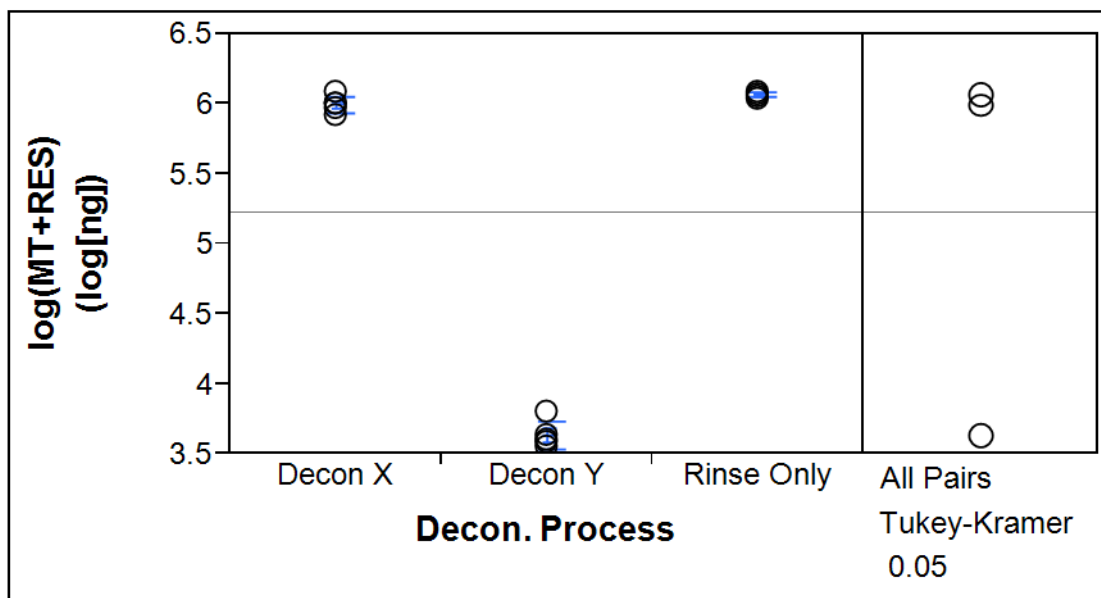 log(MT+RES)
(log[ng])
6.5
6
5.5
5
4.5
4
3.5
Decon X
Decon Y
Rinse Only
All Pairs
Tukey-Kramer
0.05
Decon. Process